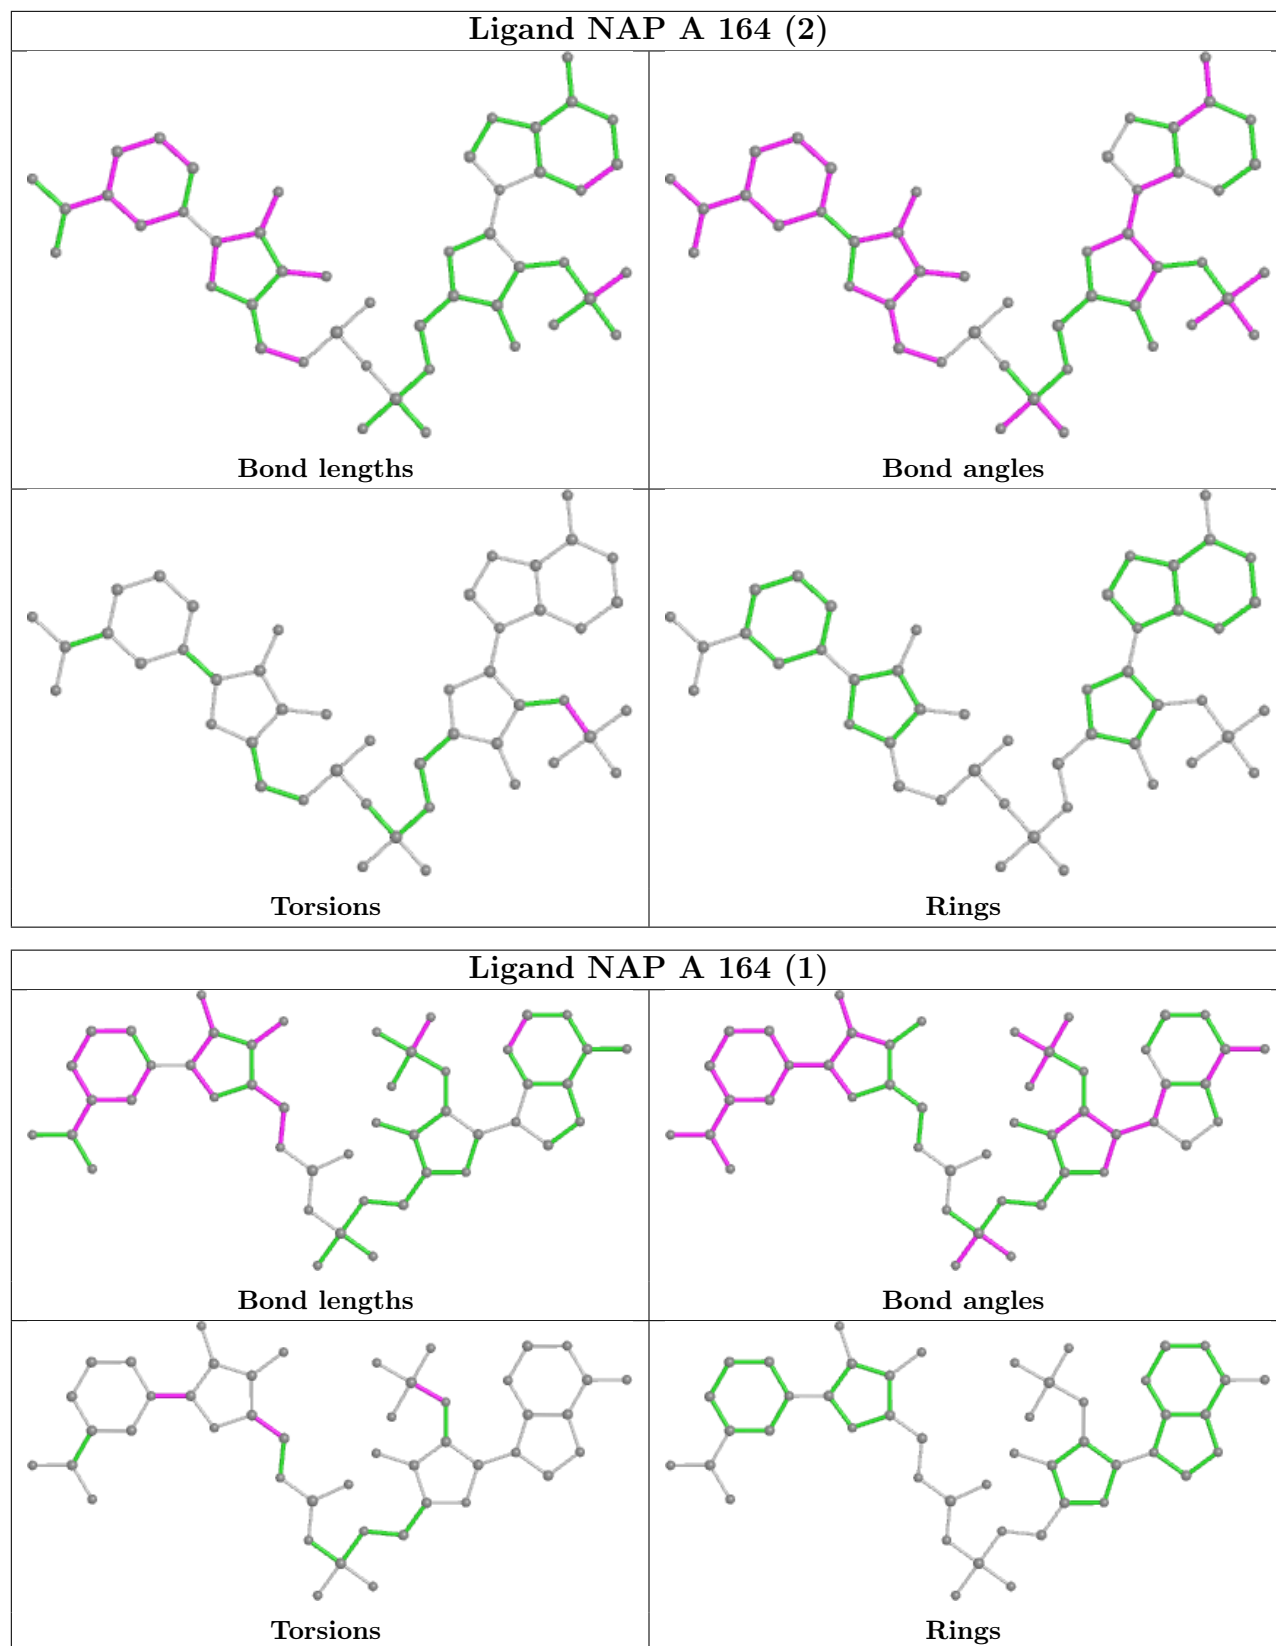 Ligand NAP A 164 (2)
Bond lengths
Bond angles
Torsions
Rings
Ligand NAP A 164 (1)
Bond lengths
Bond angles
Torsions
Rings